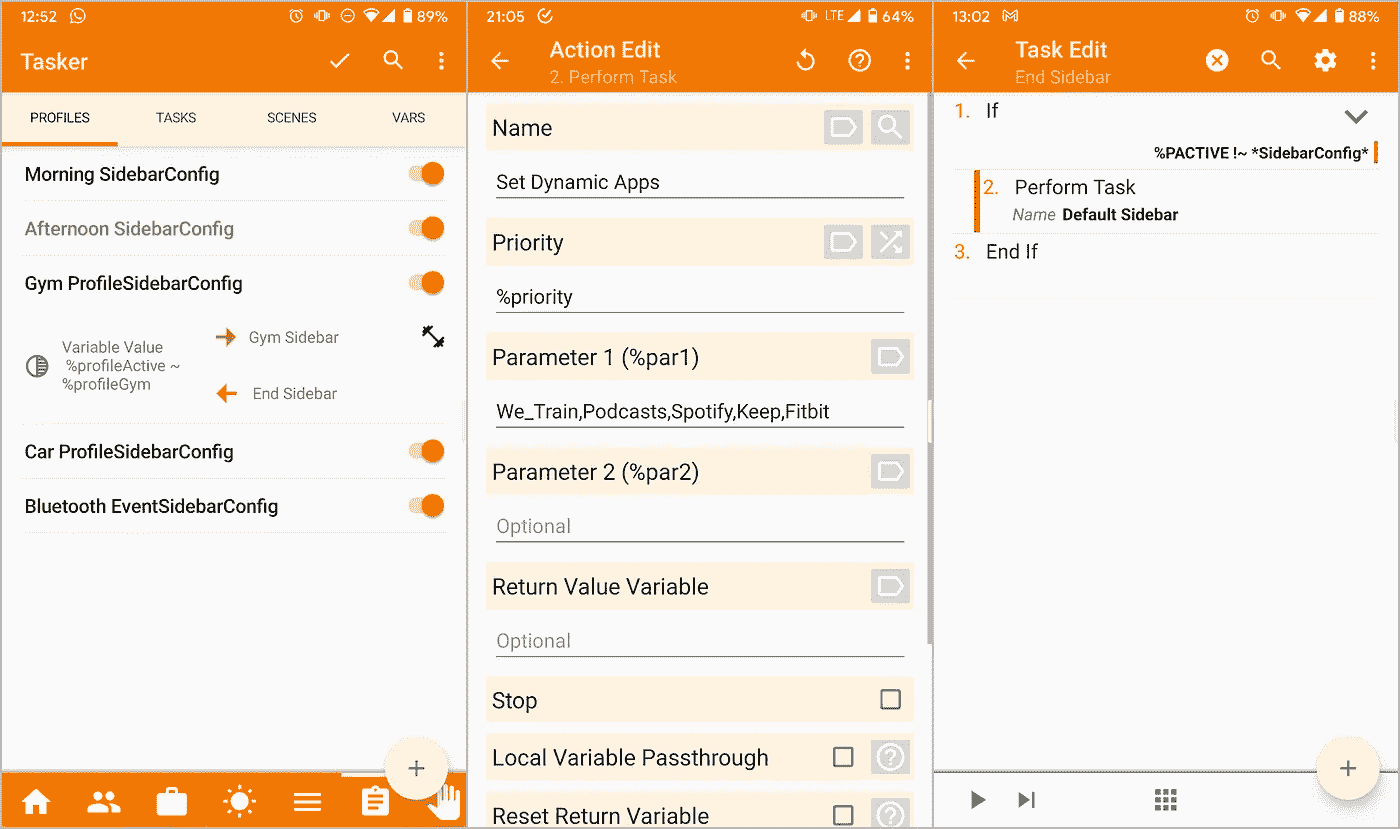 12:52
89%
Tasker
PROFILES
TASKS
SCENES
VARS
Morning SidebarConfig
Afternoon SidebarConfig
Gym ProfileSidebarConfig
Variable Value
%profileActive ~
%profileGym
Gym Sidebar
End Sidebar
Car ProfileSidebarConfig
Bluetooth EventSidebarConfig
21:05
LTE
64%
Action Edit
2. Perform Task
Name
Set Dynamic Apps
Priority
%priority
Parameter 1 (%par1)
We_Train,Podcasts,Spotify,Keep,Fitbit
Parameter 2 (%par2)
Optional
Return Value Variable
Optional
Stop
Local Variable Passthrough
Reset Return Variable
13:02
88%
Task Edit
End Sidebar
1. If
%PACTIVE !~ *SidebarConfig*
2. Perform Task
Name Default Sidebar
3. End If